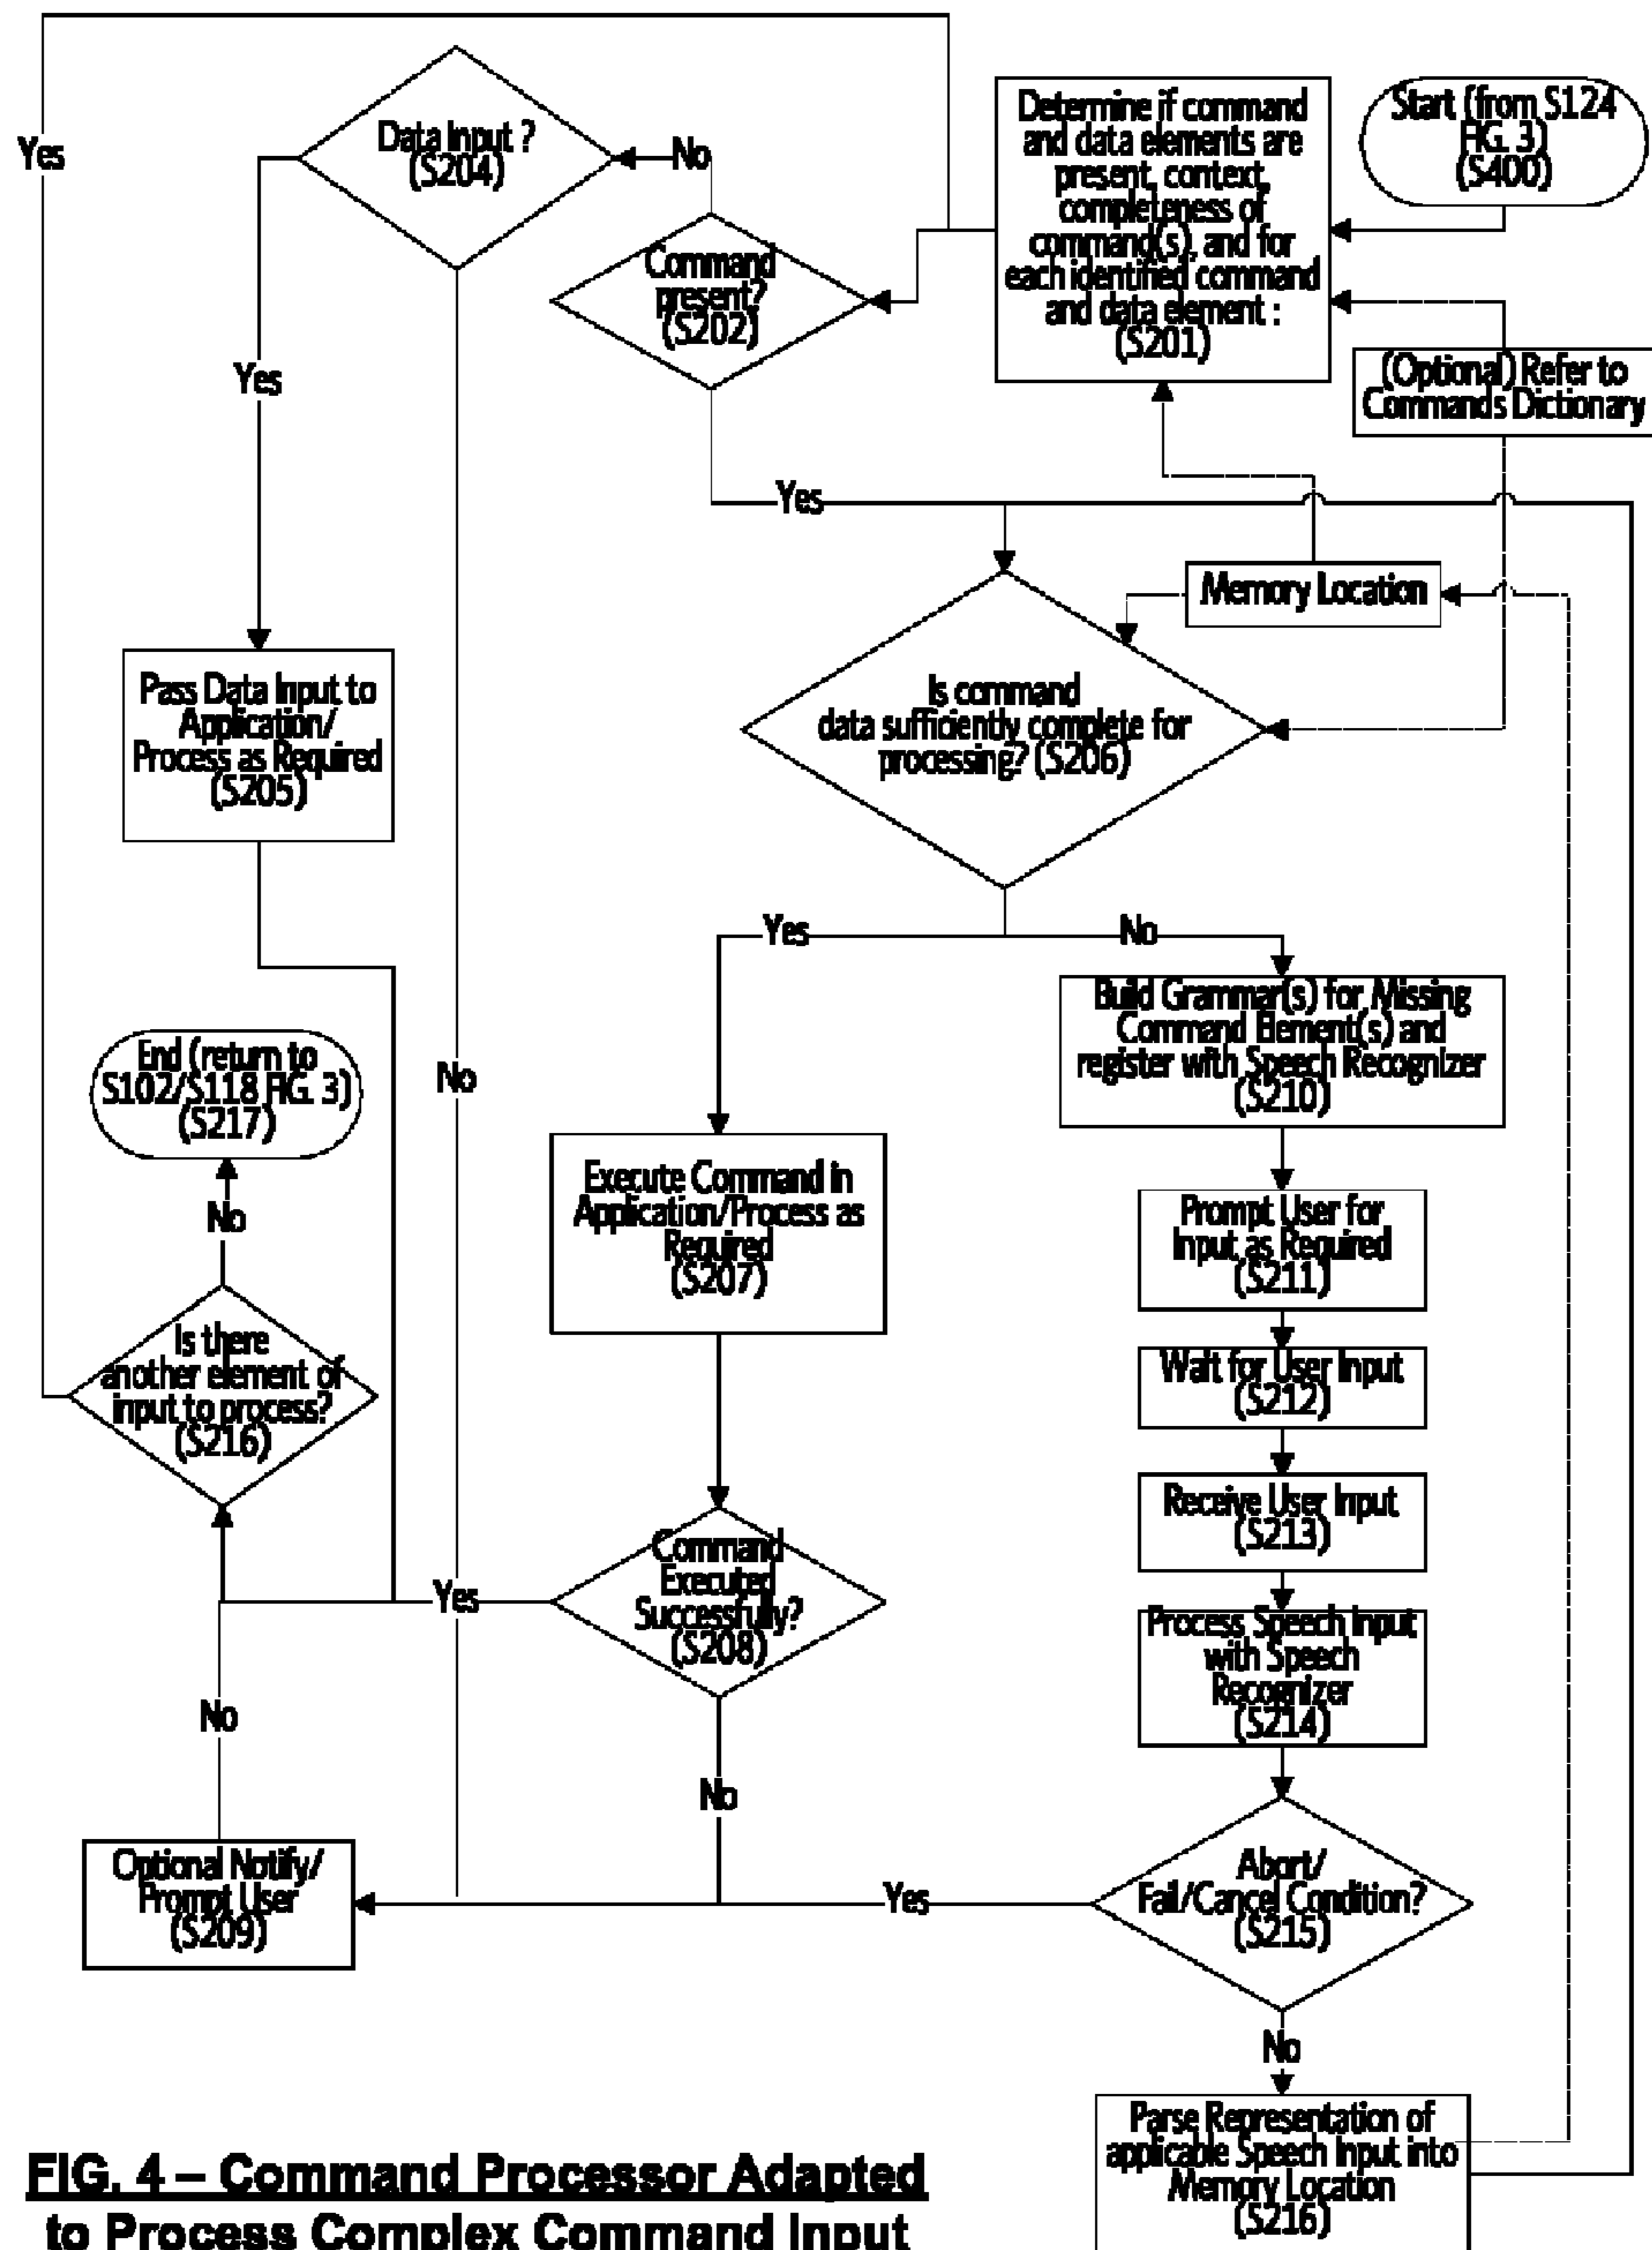 Start (from S124
FIG. 3)
(S400)
Determine if command
and data elements are
present, context,
completeness of
command(s), and for
each identified command
and data element :
(S201)
(Optional) Refer to
Commands Dictionary
Command
present?
(S202)
No
Data Input ?
(S204)
Yes
Yes
Pass Data Input to
Application/
Process as Required
(S205)
Yes
Memory Location
Is command
data sufficiently complete for
processing? (S206)
Yes
No
Build Grammar(s) for Missing
Command Element(s) and
register with Speech Recognizer
(S210)
End (return to
S102/S118 FIG. 3)
(S217)
No
No
Execute Command in
Application/Process as
Required
(S207)
Prompt User for
Input as Required
(S211)
Wait for User Input
(S212)
Is there
another element of
input to process?
(S216)
Receive User Input
(S213)
Command
Executed
Successfully?
(S208)
Yes
Process Speech Input
with Speech
Recognizer
(S214)
No
No
Optional Notify/
Prompt User
(S209)
Yes
Abort/
Fail/Cancel Condition?
(S215)
No
Parse Representation of
applicable Speech Input into
Memory Location
(S216)
FIG. 4 – Command Processor Adapted
to Process Complex Command Input